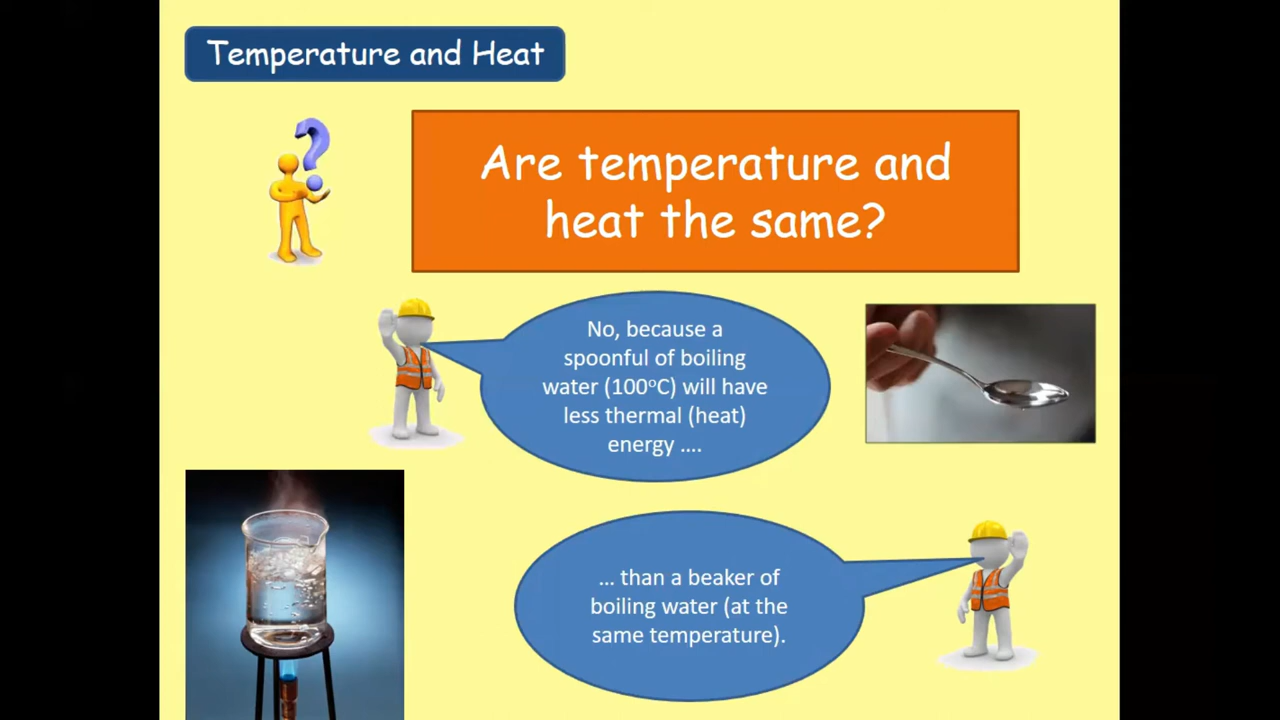 Temperature and Heat
Are temperature and
heat the same?
No, because a
spoonful of boiling
water (100°C) will have
less thermal (heat)
energy ....
... than a beaker of
boiling water (at the
same temperature).